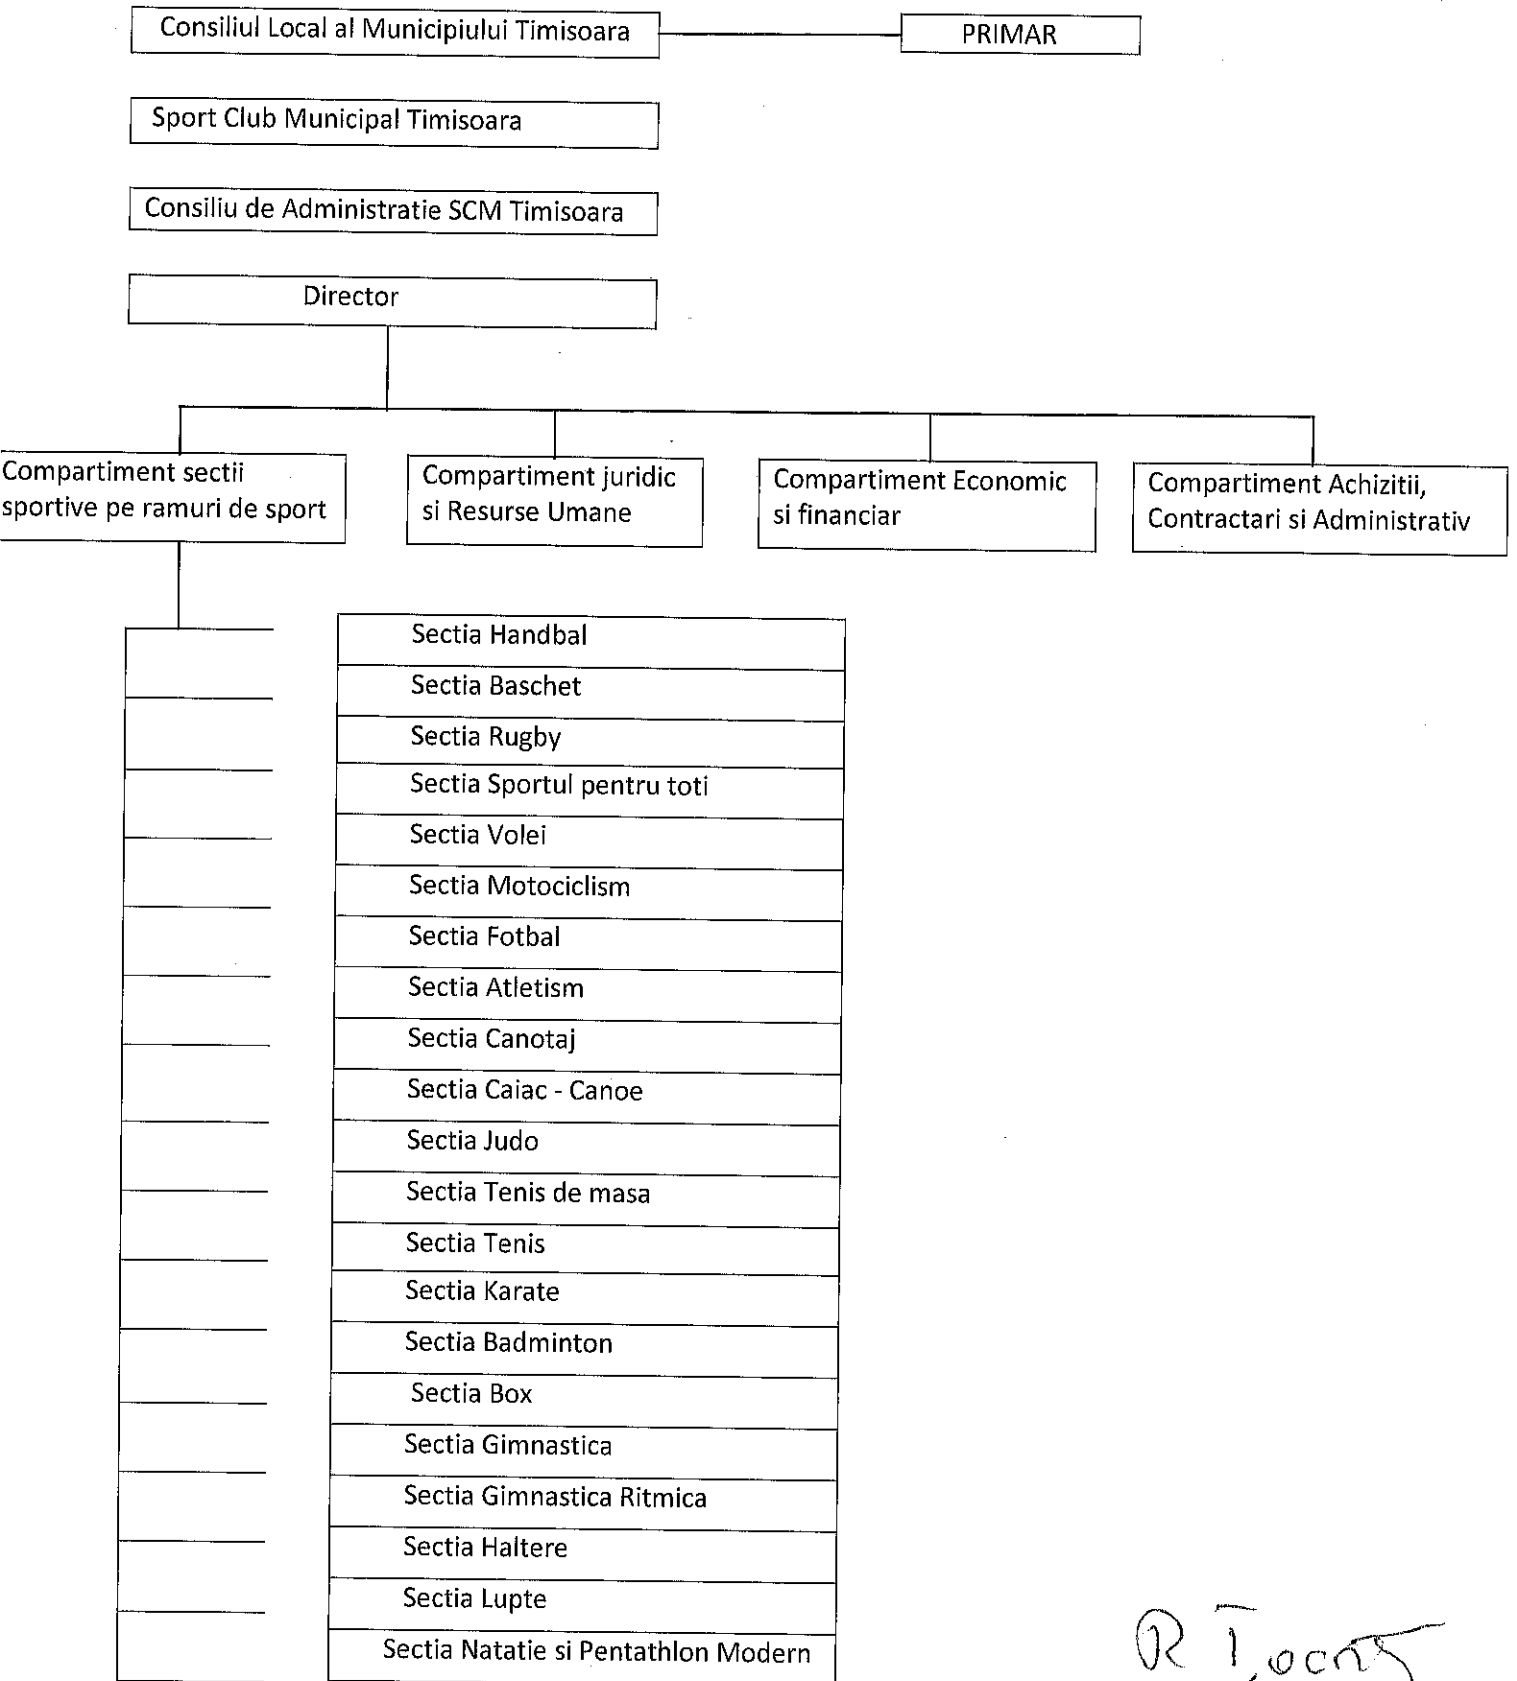 Consiliul Local al Municipiului Timisoara
PRIMAR
Sport Club Municipal Timisoara
Consiliu de Administratie SCM Timisoara
Director
Compartiment sectii
sportive pe ramuri de sport
Compartiment juridic
si Resurse Umane
Compartiment Economic
si financiar
Compartiment Achizitii,
Contractari si Administrativ
Sectia Handbal
Sectia Baschet
Sectia Rugby
Sectia Sportul pentru toti
Sectia Volei
Sectia Motociclism
Sectia Fotbal
Sectia Atletism
Sectia Canotaj
Sectia Caiac - Canoe
Sectia Judo
Sectia Tenis de masa
Sectia Tenis
Sectia Karate
Sectia Badminton
Sectia Box
Sectia Gimnastica
Sectia Gimnastica Ritmica
Sectia Haltere
Sectia Lupte
Sectia Natatie si Pentathlon Modern